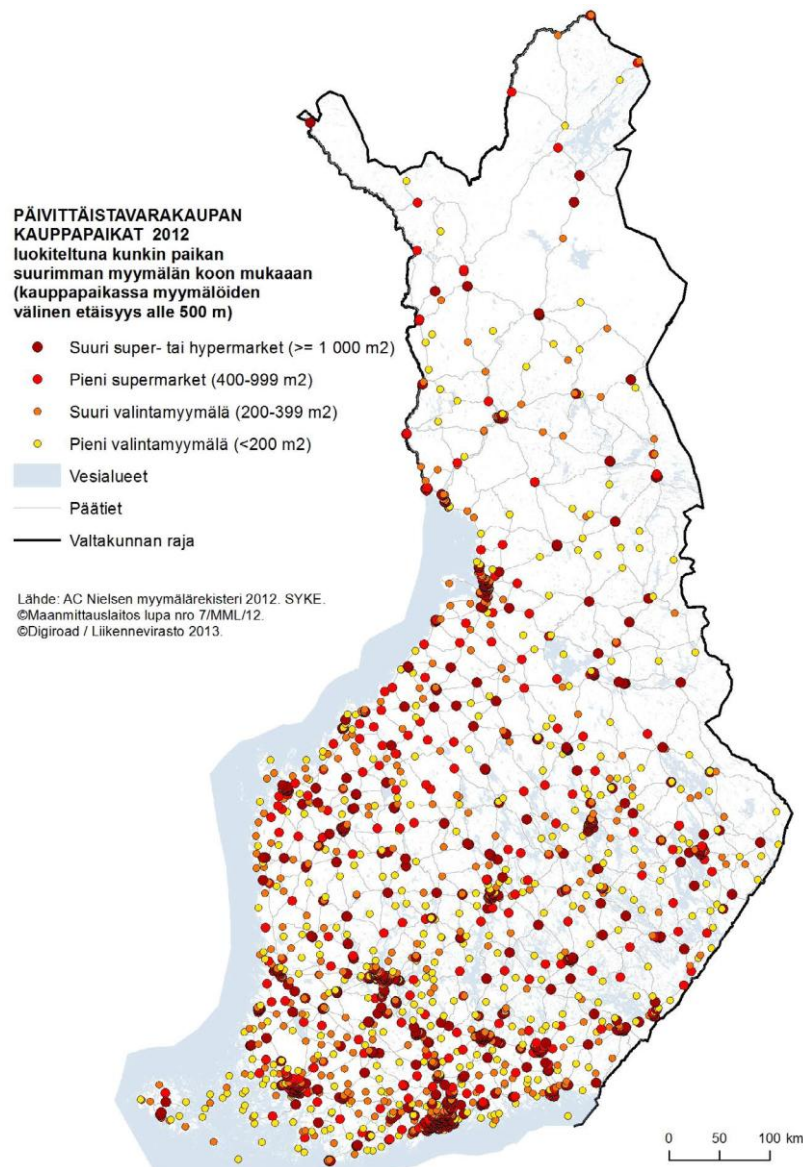 PÄIVITTÄISTAVARAKAUPAN
KAUPPAPAIKAT 2012
luokiteltuna kunkin paikan
suurimman myymälän koon mukaaan
(kauppapaikassa myymälöiden
välinen etäisyys alle 500 m)
Suuri super- tai hypermarket (>= 1 000 m2)
Pieni supermarket (400-999 m2)
Suuri valintamyymälä (200-399 m2)
Pieni valintamyymälä (<200 m2)
Vesialueet
Päätiet
Valtakunnan raja
Lähde: AC Nielsen myymälärekisteri 2012. SYKE.
©Maanmittauslaitos lupa nro 7/MML/12.
©Digiroad / Liikennevirasto 2013.
0 50 100 km